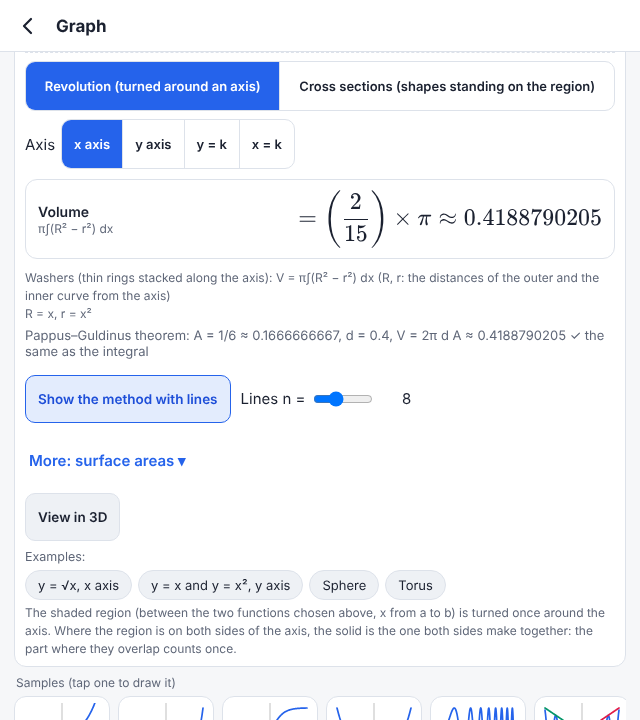 Graph
Revolution (turned around an axis) Cross sections (shapes standing on the region)
Axis x axis y axis y = k x = k
Volume
π∫(R² − r²) dx
= (2/15) × π ≈ 0.4188790205
Washers (thin rings stacked along the axis): V = π∫(R² − r²) dx (R, r: the distances of the outer and the
inner curve from the axis)
R = x, r = x²
Pappus–Guldinus theorem: A = 1/6 ≈ 0.1666666667, d = 0.4, V = 2π d A ≈ 0.4188790205 ✓ the
same as the integral
Show the method with lines Lines n = 8
More: surface areas ▾
View in 3D
Examples:
y = √x, x axis y = x and y = x², y axis Sphere Torus
The shaded region (between the two functions chosen above, x from a to b) is turned once around the
axis. Where the region is on both sides of the axis, the solid is the one both sides make together: the
part where they overlap counts once.
Samples (tap one to draw it)